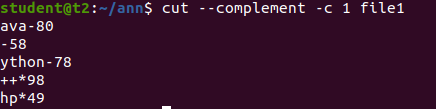 student@t2:~/ann$ cut --complement -c 1 file1
ava-80
-58
ython-78
++*98
hp*49